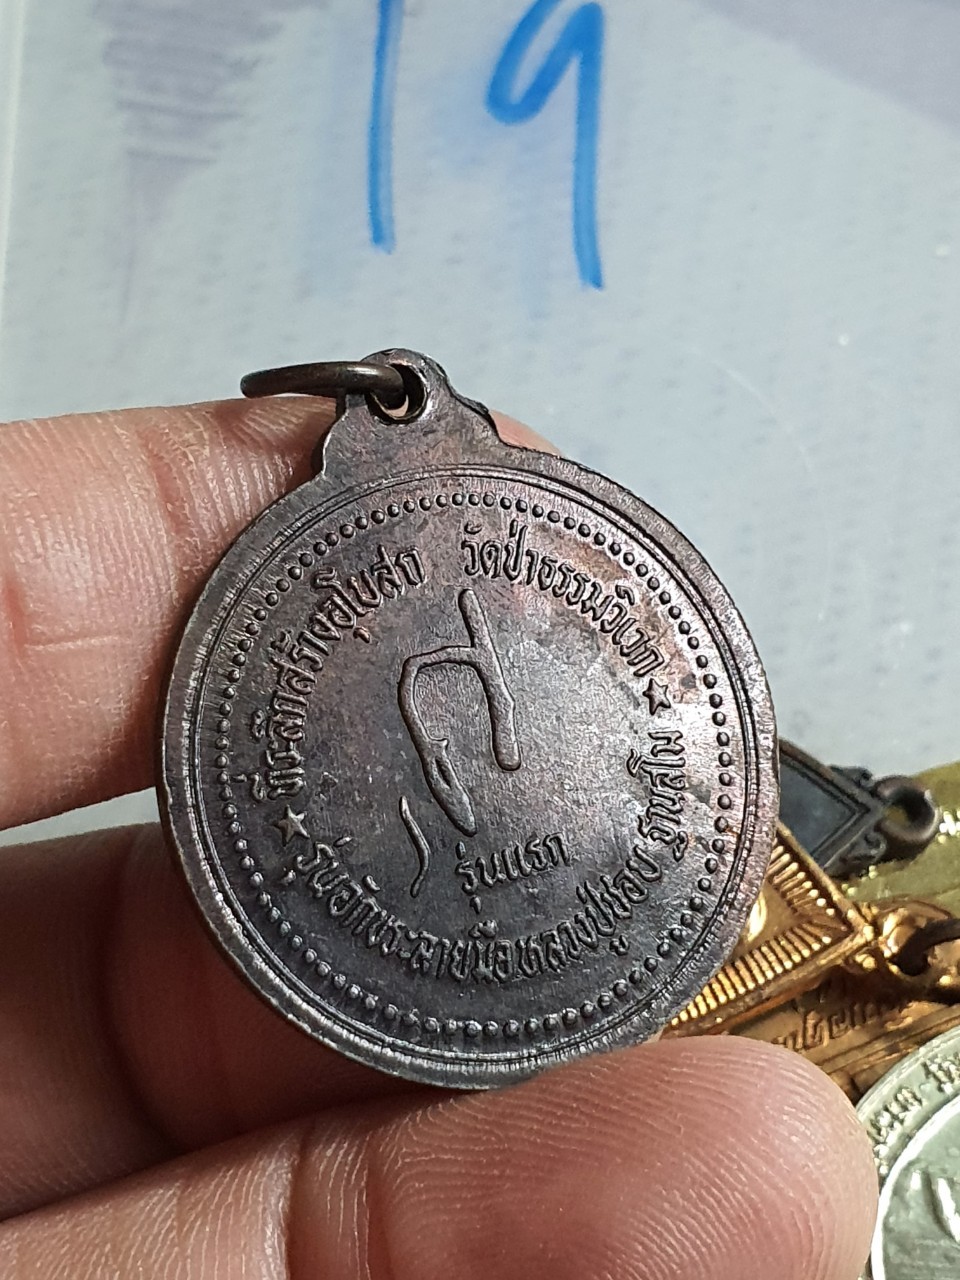 19
ที่ระลึกสร้างอุโบสถ วัดป่าธรรมวิเวก
รุ่นแรก
รุ่นอักขระลายมือหลวงปู่ชอบ ฐานสโม